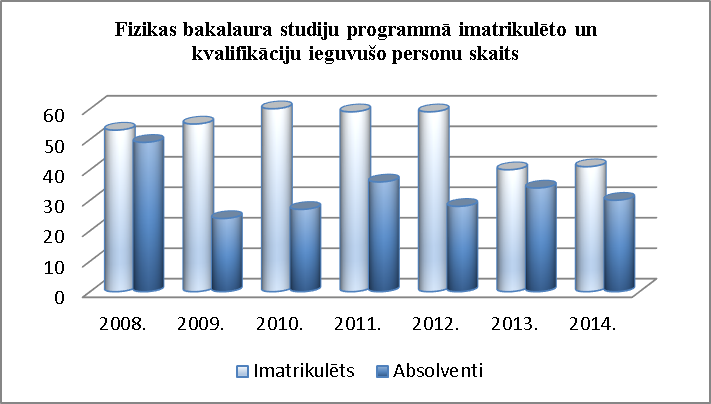 Fizikas bakalaura studiju programmā imatrikulēto un
kvalifikāciju ieguvušo personu skaits
60
50
40
30
20
10
0
2008. 2009. 2010. 2011. 2012. 2013. 2014.
Imatrikulēts Absolventi